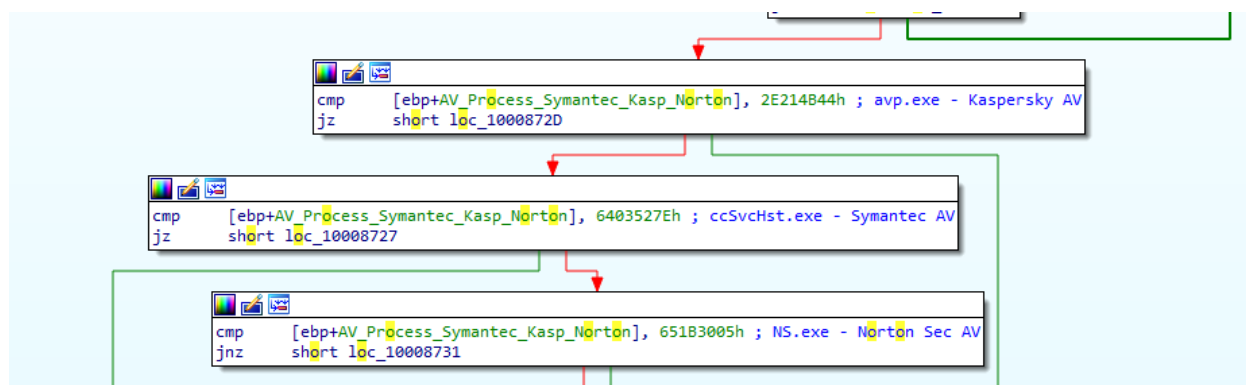 cmp [ebp+AV_Process_Symantec_Kasp_Norton], 2E214B44h ; avp.exe - Kaspersky AV
jz short loc_1000872D
cmp [ebp+AV_Process_Symantec_Kasp_Norton], 6403527Eh ; ccSvcHst.exe - Symantec AV
jz short loc_10008727
cmp [ebp+AV_Process_Symantec_Kasp_Norton], 651B3005h ; NS.exe - Norton Sec AV
jnz short loc_10008731